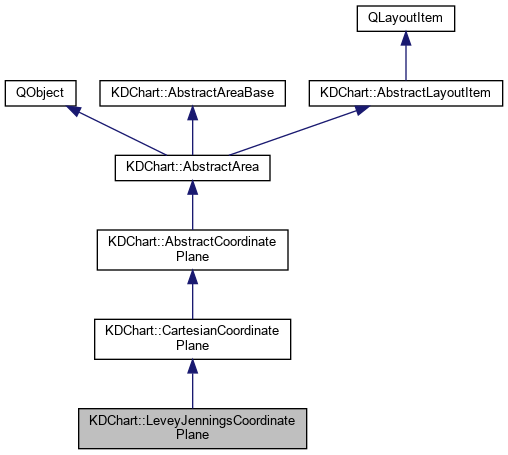 QLayoutItem
QObject
KDChart::AbstractAreaBase
KDChart::AbstractLayoutItem
KDChart::AbstractArea
KDChart::AbstractCoordinate
Plane
KDChart::CartesianCoordinate
Plane
KDChart::LeveyJenningsCoordinate
Plane